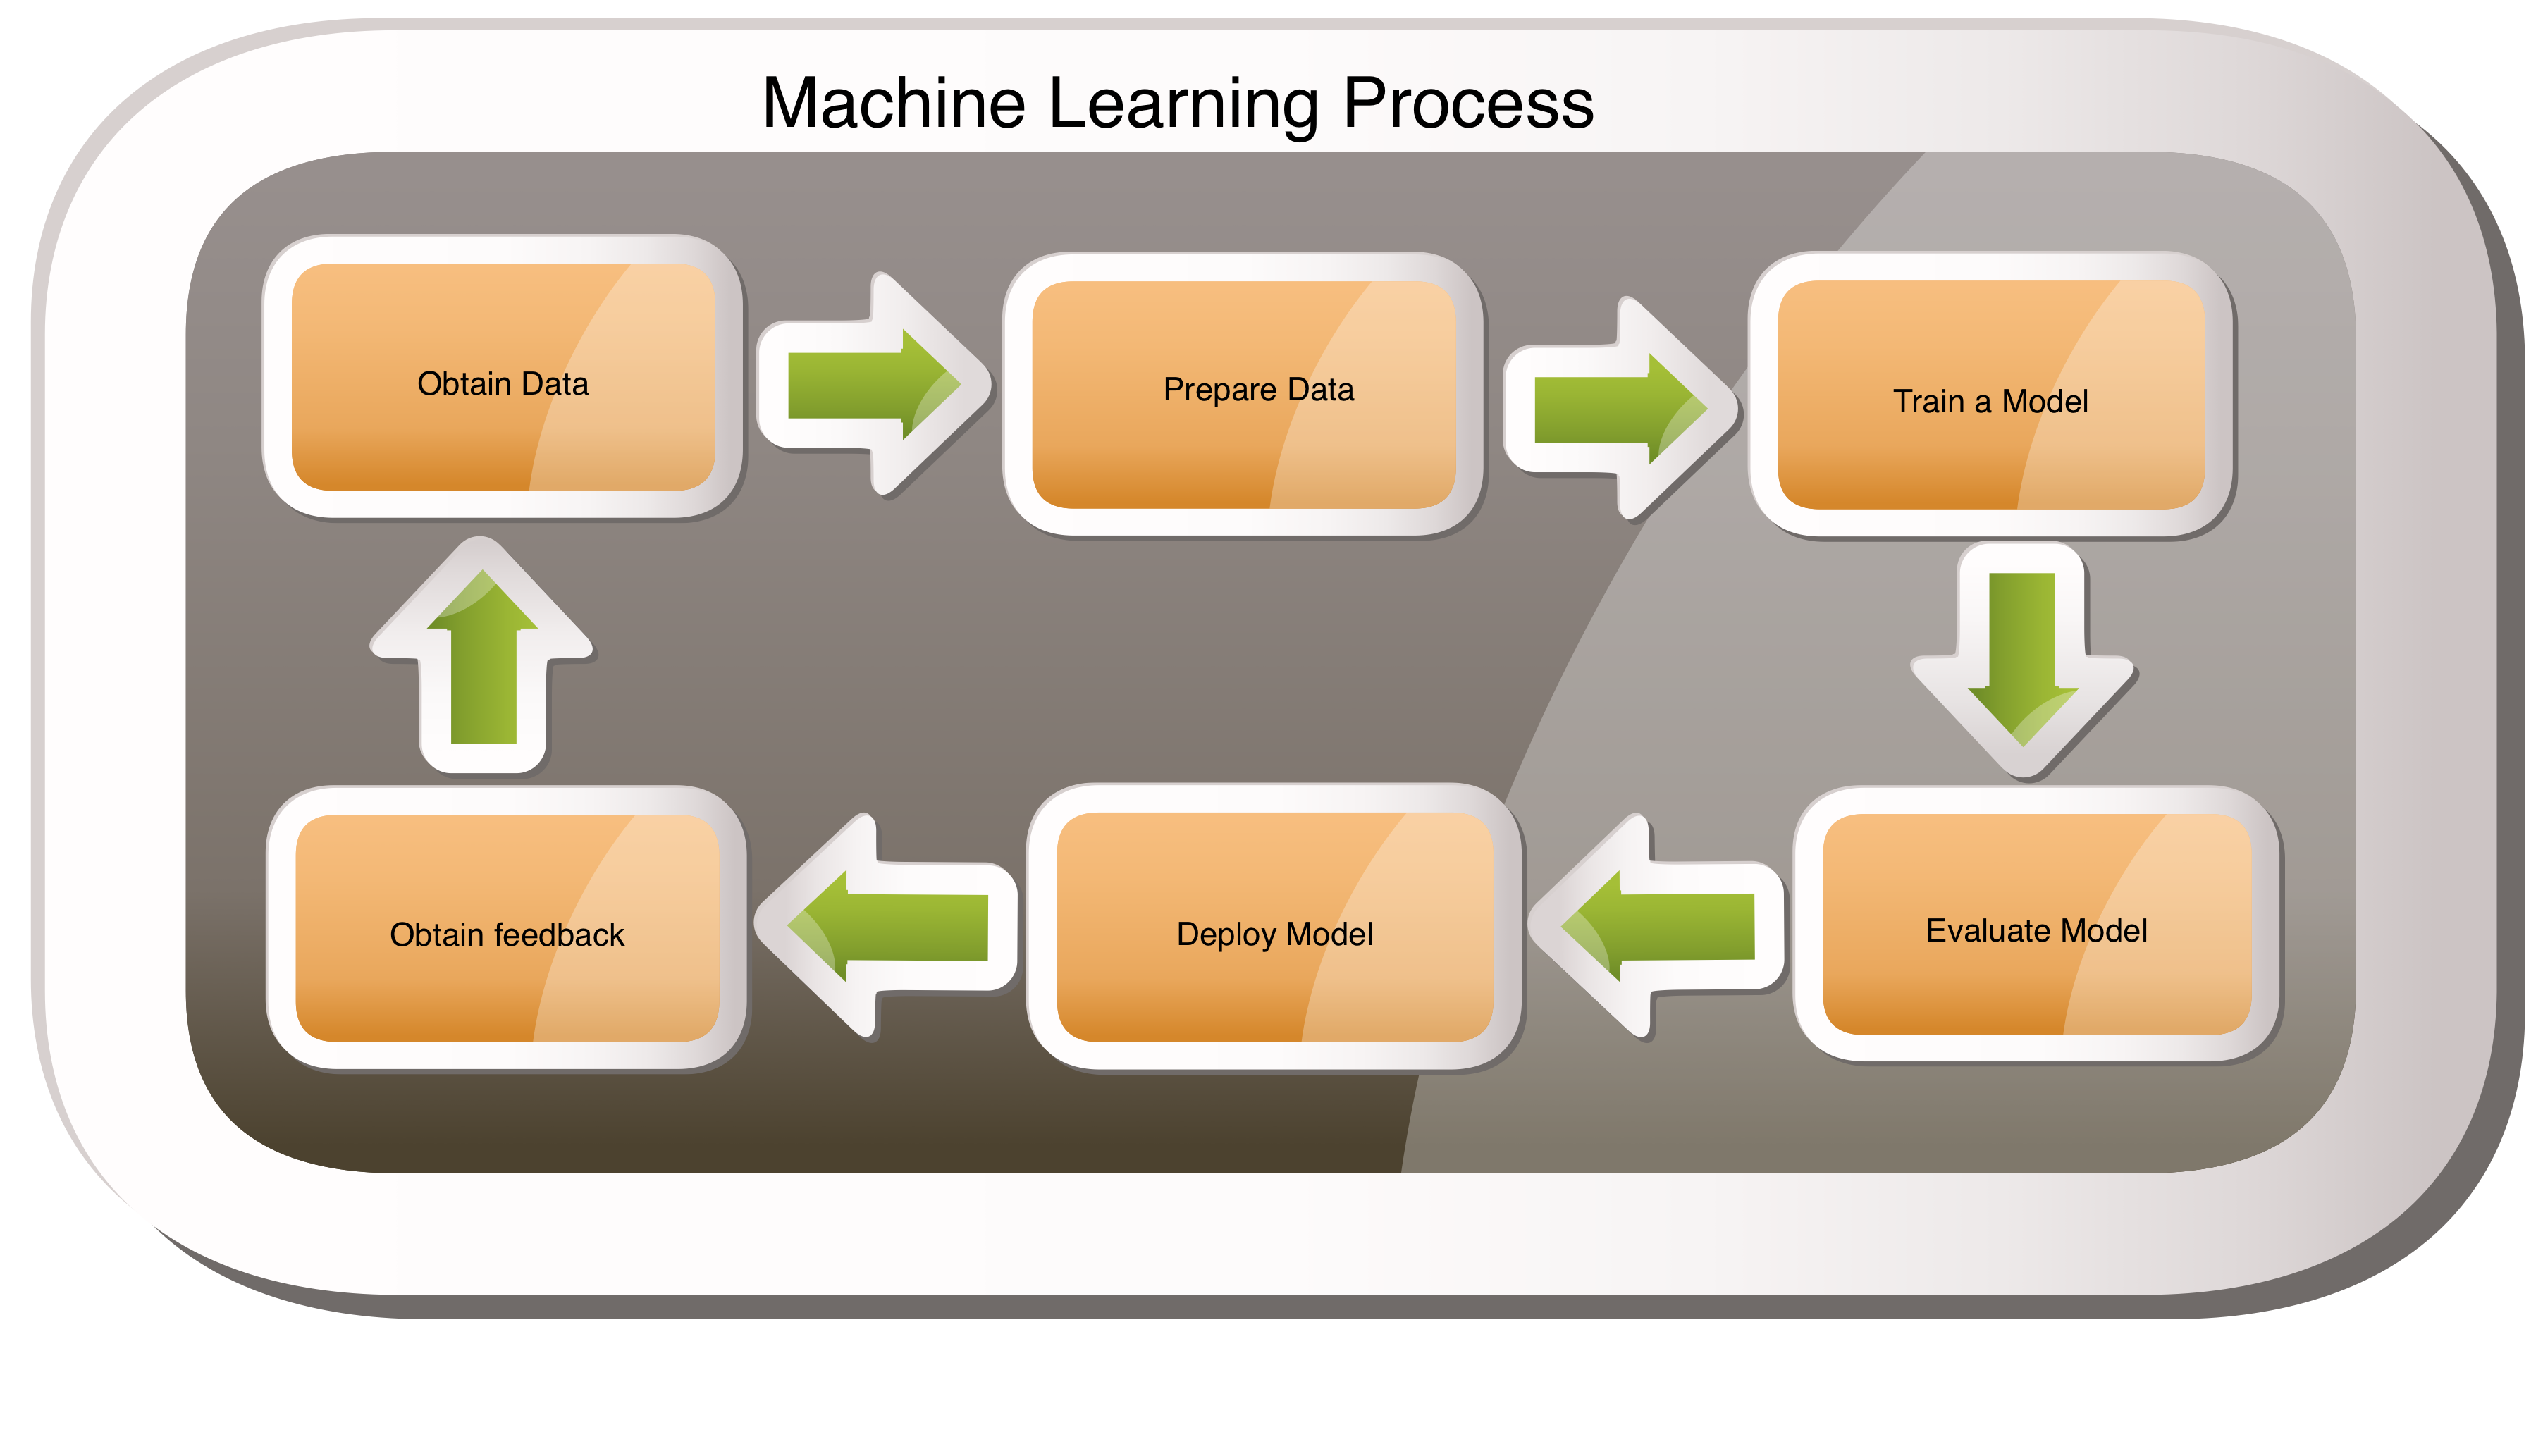 Machine Learning Process
Obtain Data
Prepare Data
Train a Model
Obtain feedback
Deploy Model
Evaluate Model